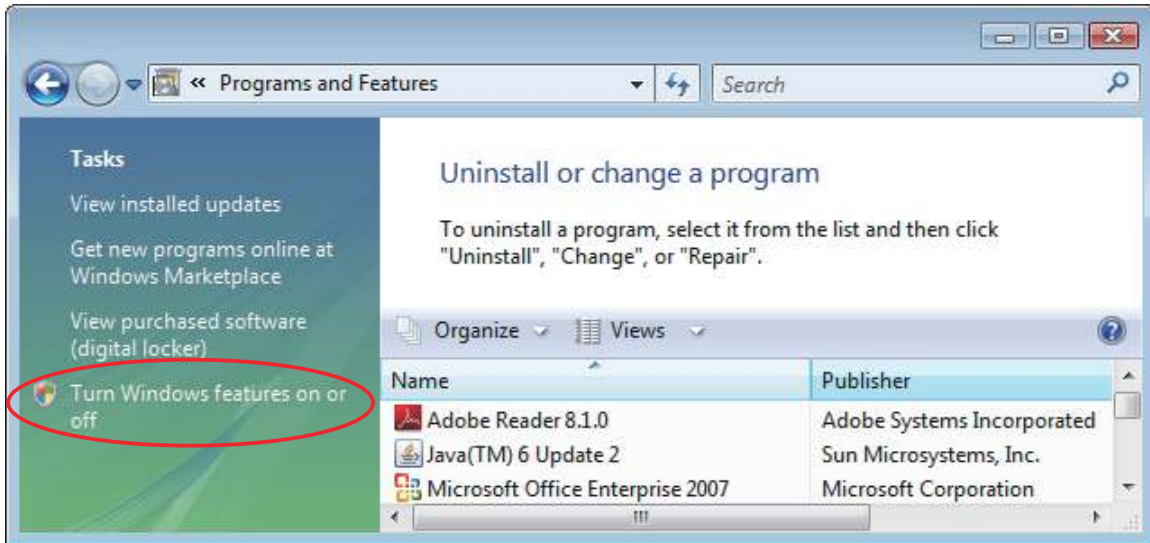 « Programs and Features
Search
Tasks
View installed updates
Get new programs online at
Windows Marketplace
View purchased software
(digital locker)
Turn Windows features on or
off
Uninstall or change a program
To uninstall a program, select it from the list and then click
"Uninstall", "Change", or "Repair".
Organize Views
Name Publisher
Adobe Reader 8.1.0 Adobe Systems Incorporated
Java(TM) 6 Update 2 Sun Microsystems, Inc.
Microsoft Office Enterprise 2007 Microsoft Corporation